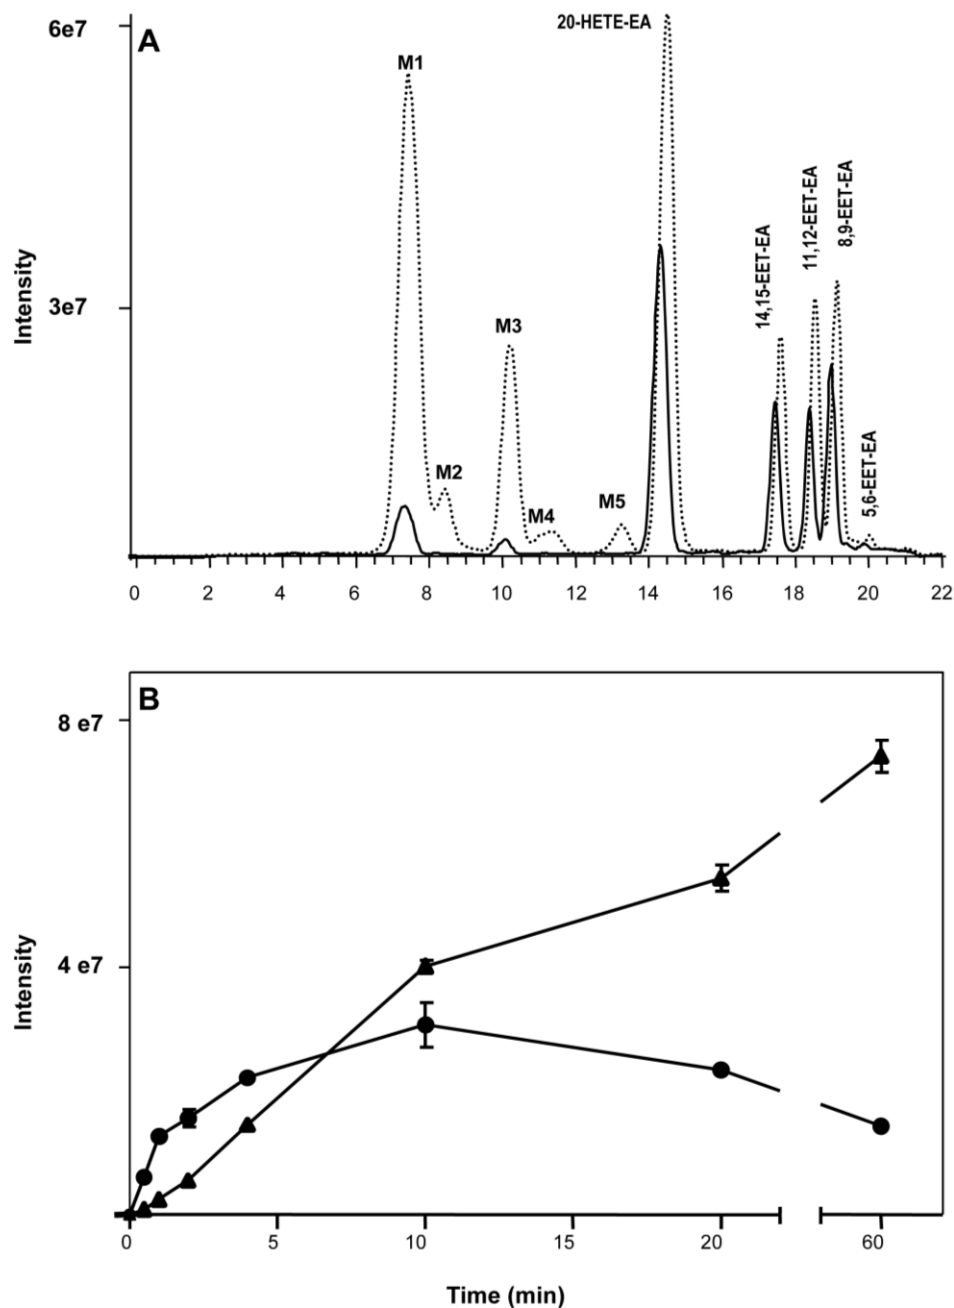 6e7
A
20-HETE-EA
M1
11,12-EET-EA
8,9-EET-EA
14,15-EET-EA
Intensity
3e7
M3
M2
M4
M5
5,6-EET-EA
0 2 4 6 8 10 12 14 16 18 20 22
B
8 e7
4 e7
Intensity
0 5 10 15 20 60
Time (min)